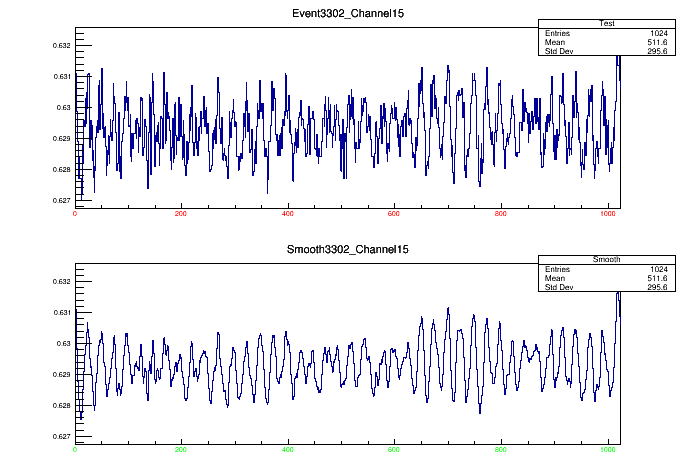 Event3302_Channel15
Test
Entries 1024
Mean 511.6
Std Dev 295.6
0.632
0.631
0.63
0.629
0.628
0.627
0 200 400 600 800 1000
Smooth3302_Channel15
Smooth
Entries 1024
Mean 511.6
Std Dev 295.6
0.632
0.631
0.63
0.629
0.628
0.627
0 200 400 600 800 1000